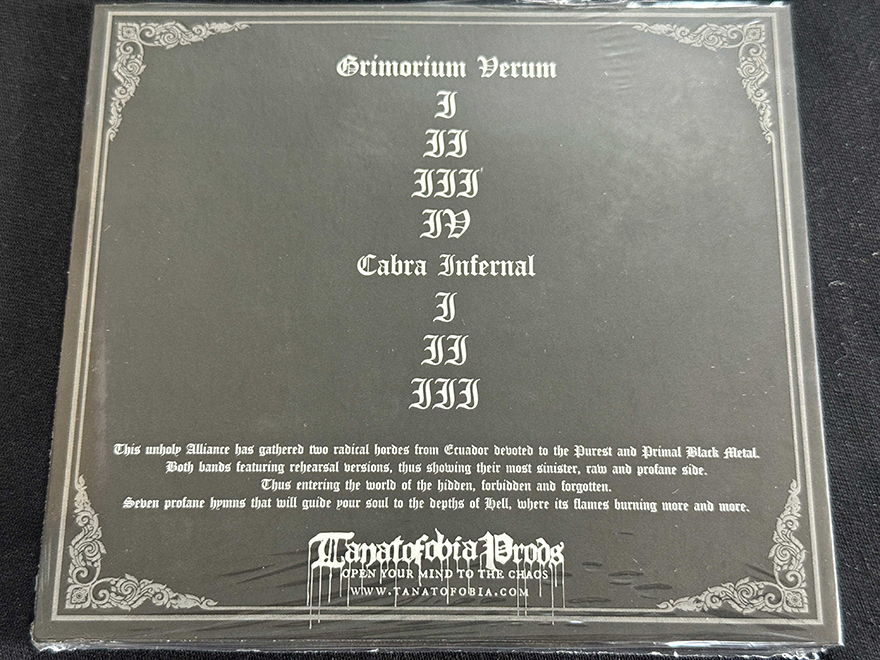 Grimorium Verum
I
II
III
IV
Cabra Infernal
I
II
III
This unholy Alliance has gathered two radical hordes from Ecuador devoted to the Purest and Primal Black Metal.
Both bands featuring rehearsal versions, thus showing their most sinister, raw and profane side.
Thus entering the world of the hidden, forbidden and forgotten.
Seven profane hymns that will guide your soul to the depths of Hell, where its flames burning more and more.
Tanatofobia Prods
OPEN YOUR MIND TO THE CHAOS
WWW.TANATOFOBIA.COM